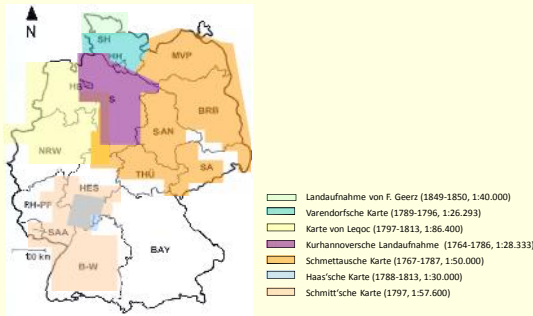 N
SH
HH
MVP
HB
S
BRB
SAN
NRW
SA
THÜ
HES
RH-PF
SAA
BAY
B-W
100 km
Landaufnahme von F. Geerz (1849-1850, 1:40.000)
Varendorfsche Karte (1789-1796, 1:26.293)
Karte von Leqoc (1797-1813, 1:86.400)
Kurhannoversche Landaufnahme (1764-1786, 1:28.333)
Schmettausche Karte (1767-1787, 1:50.000)
Haas'sche Karte (1788-1813, 1:30.000)
Schmitt'sche Karte (1797, 1:57.600)